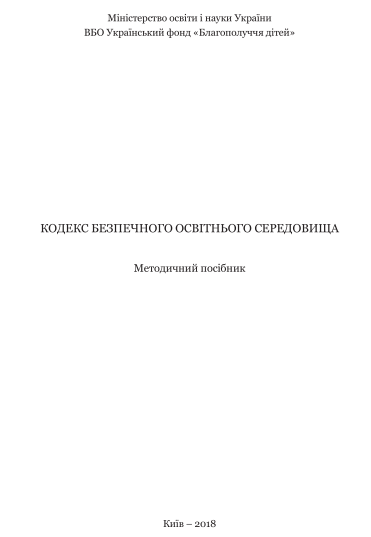 Міністерство освіти і науки України
ВБО Український фонд «Благополуччя дітей»
КОДЕКС БЕЗПЕЧНОГО ОСВІТНЬОГО СЕРЕДОВИЩА
Методичний посібник
Київ – 2018